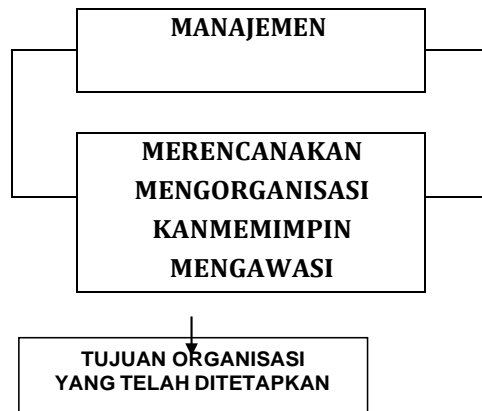 MANAJEMEN
MERENCANAKAN
MENGORGANISASI
KANMEMIMPIN
MENGAWASI
TUJUAN ORGANISASI
YANG TELAH DITETAPKAN